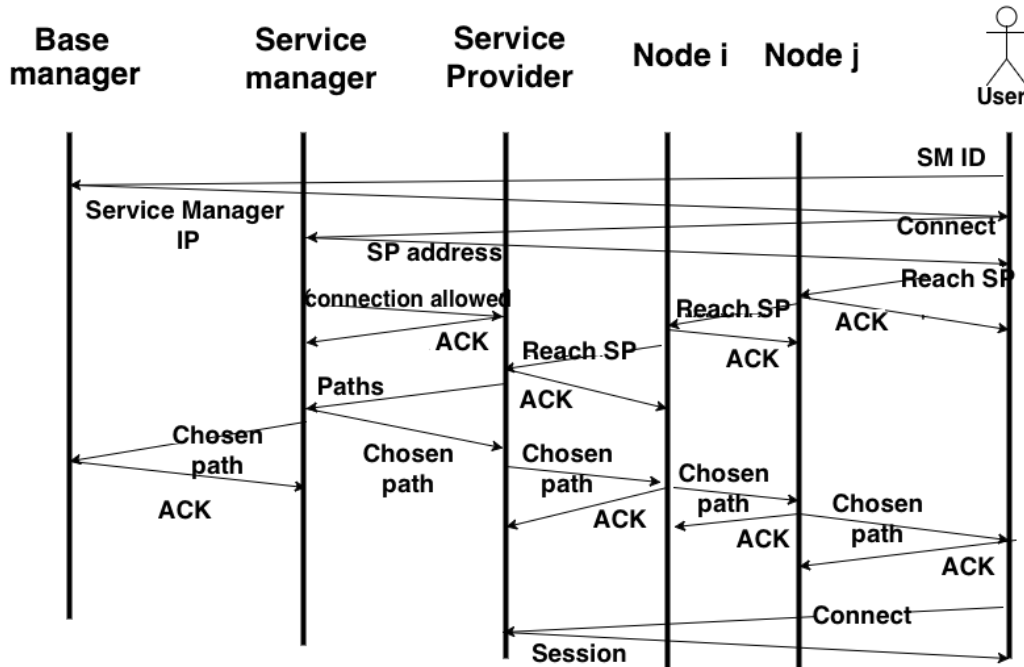 Base
manager
Service
manager
Service
Provider
Node i
Node j
User
SM ID
Service Manager
IP
Connect
SP address
Reach SP
connection allowed
Reach SP
ACK
ACK
Reach SP
ACK
Paths
ACK
Chosen
path
Chosen
path
Chosen
path
Chosen
path
Chosen
path
ACK
ACK
ACK
ACK
Connect
Session